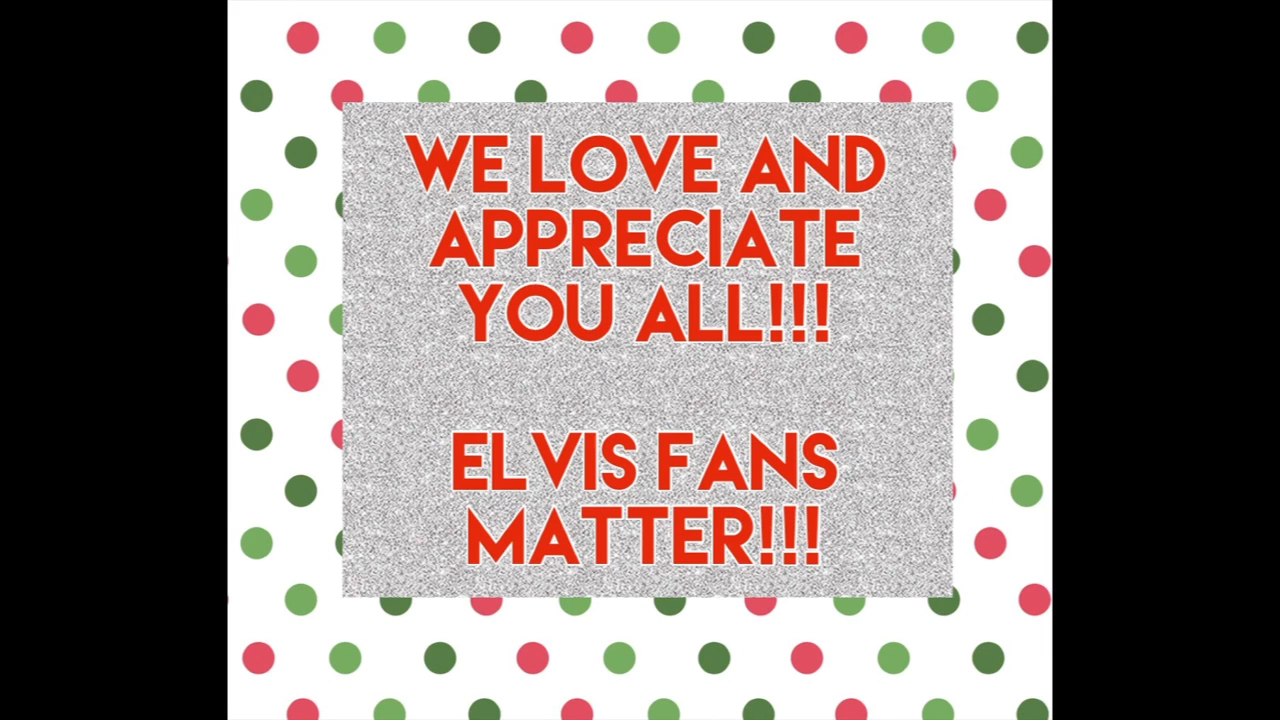 WE LOVE AND
APPRECIATE
YOU ALL!!!
ELVIS FANS
MATTER!!!